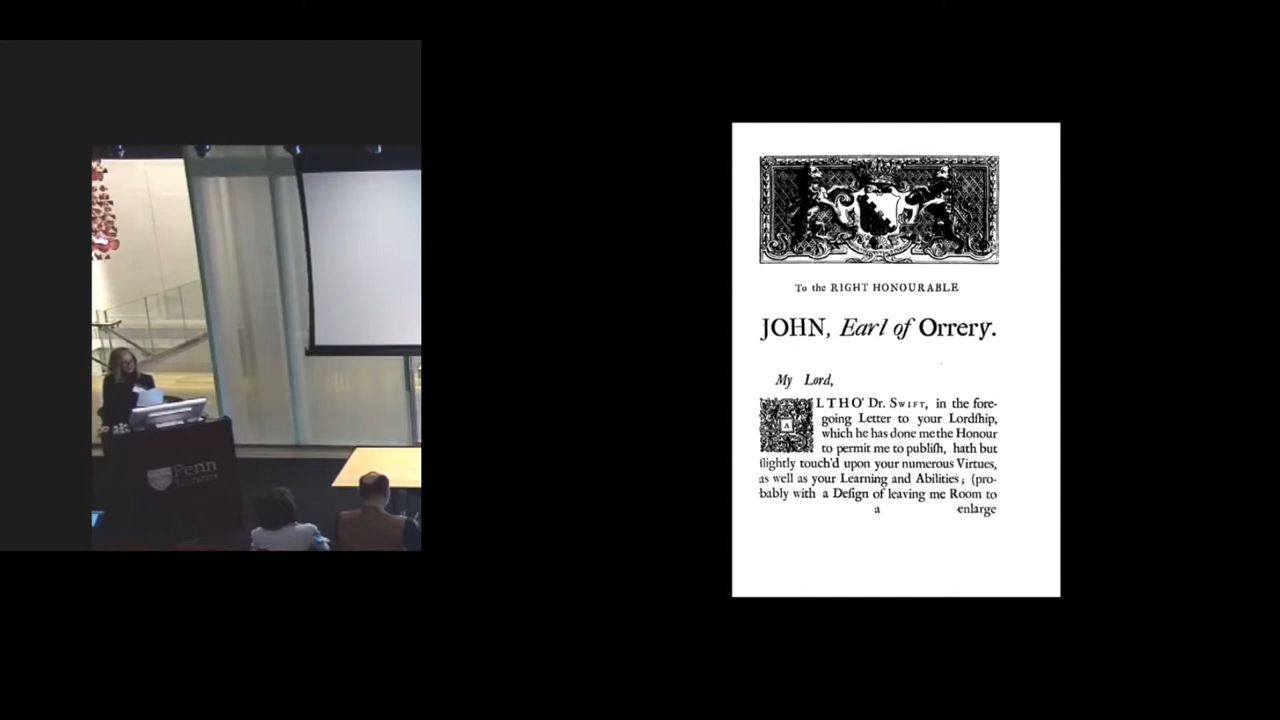 Penn
Libraries
To the RIGHT HONOURABLE
JOHN, Earl of Orrery.
My Lord,
ALTHO' Dr. SWIFT, in the fore-
going Letter to your Lordſhip,
which he has done me the Honour
to permit me to publiſh, hath but
ſlightly touch'd upon your numerous Virtues,
as well as your Learning and Abilities; (pro-
bably with a Deſign of leaving me Room to
a enlarge